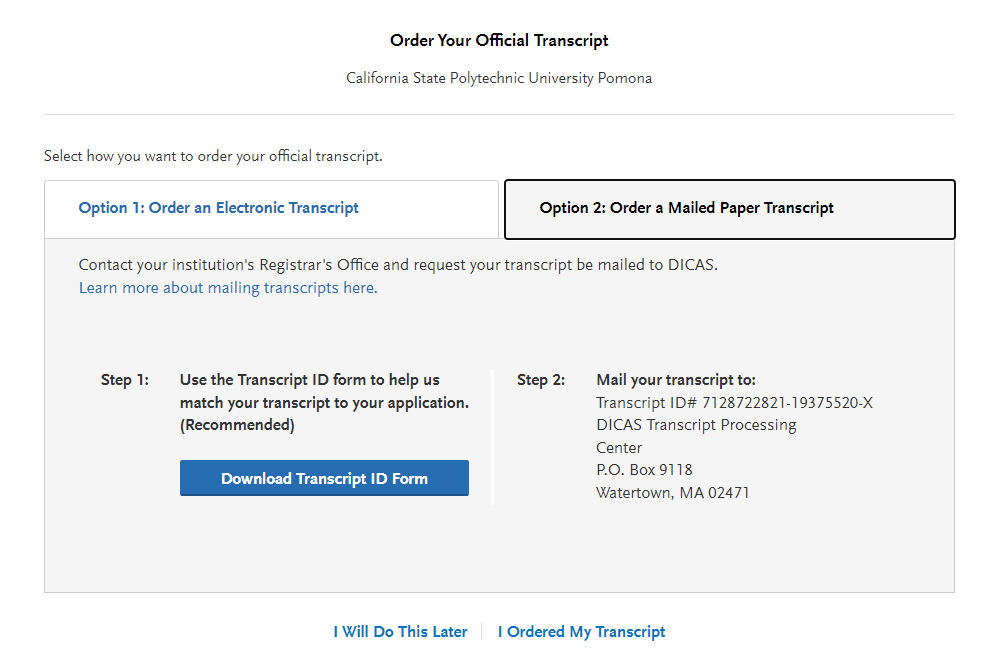 Order Your Official Transcript
California State Polytechnic University Pomona
Select how you want to order your official transcript.
Option 1: Order an Electronic Transcript
Option 2: Order a Mailed Paper Transcript
Contact your institution's Registrar's Office and request your transcript be mailed to DICAS.
Learn more about mailing transcripts here.
Step 1:
Use the Transcript ID form to help us
match your transcript to your application.
(Recommended)
Download Transcript ID Form
Step 2:
Mail your transcript to:
Transcript ID# 7128722821-19375520-X
DICAS Transcript Processing
Center
P.O. Box 9118
Watertown, MA 02471
I Will Do This Later
I Ordered My Transcript